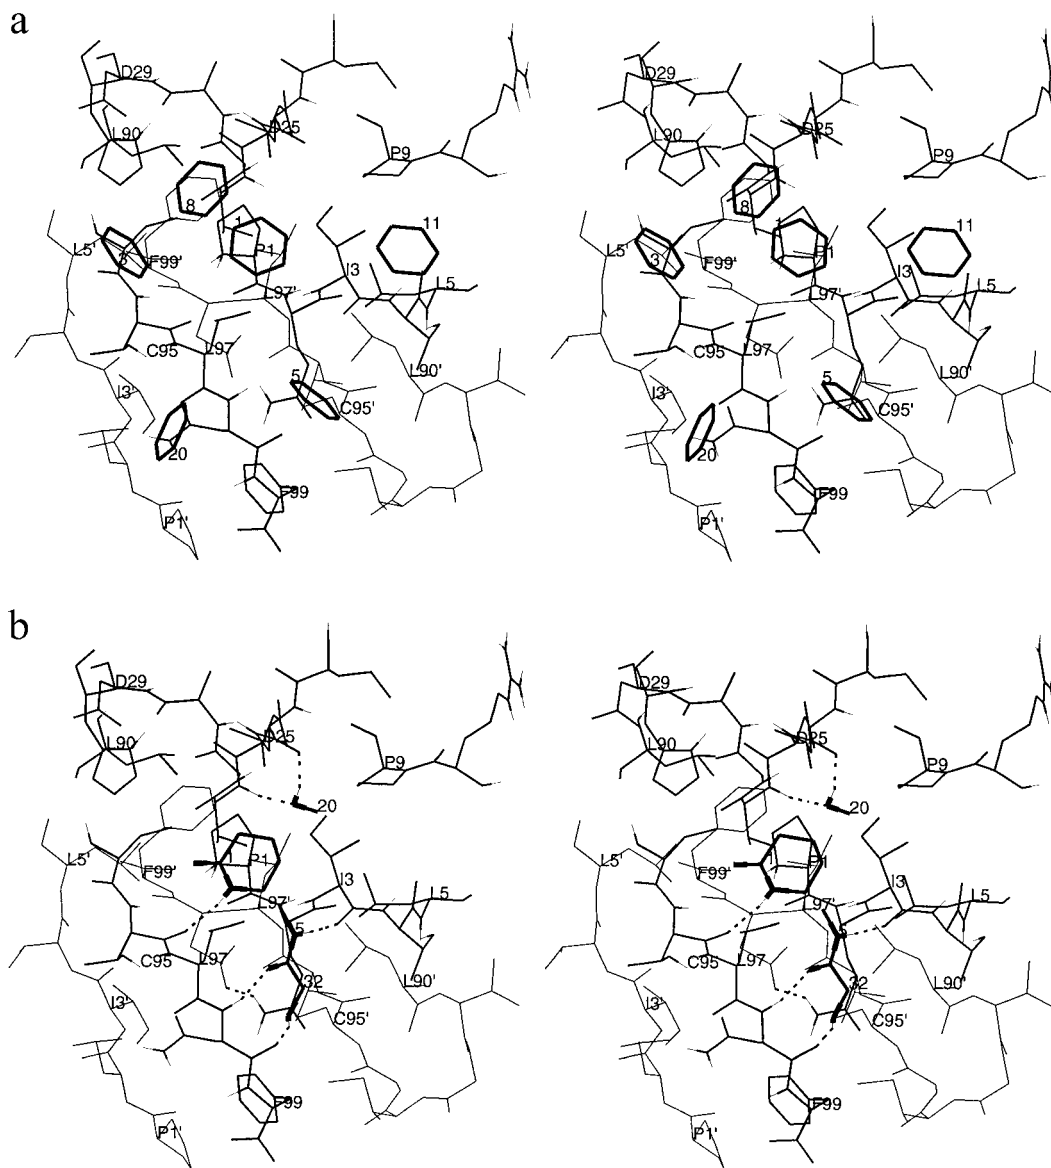 a
D29 D29
L90 D25 L90 D25
P9 P9
8 8
1 11 1 11
L5' 3 F99' P1 L5' 3 F99' P1
I3 I3
L97' L5 L97' L5
C95 L97 C95 L97
L90' L90'
I3' 5 I3' 5
C95' C95'
20 20
F99 F99
P1' P1'
b
D29 D29
L90 D25 L90 D25
P9 P9
20 20
L5' F99' 1 P1 L5' F99' P1
I3 I3
L5 L5
L97' L97'
5 5
C95 L97 C95 L97
I3' 32 L90' I3' 32 L90'
C95' C95'
F99 F99
P1' P1'